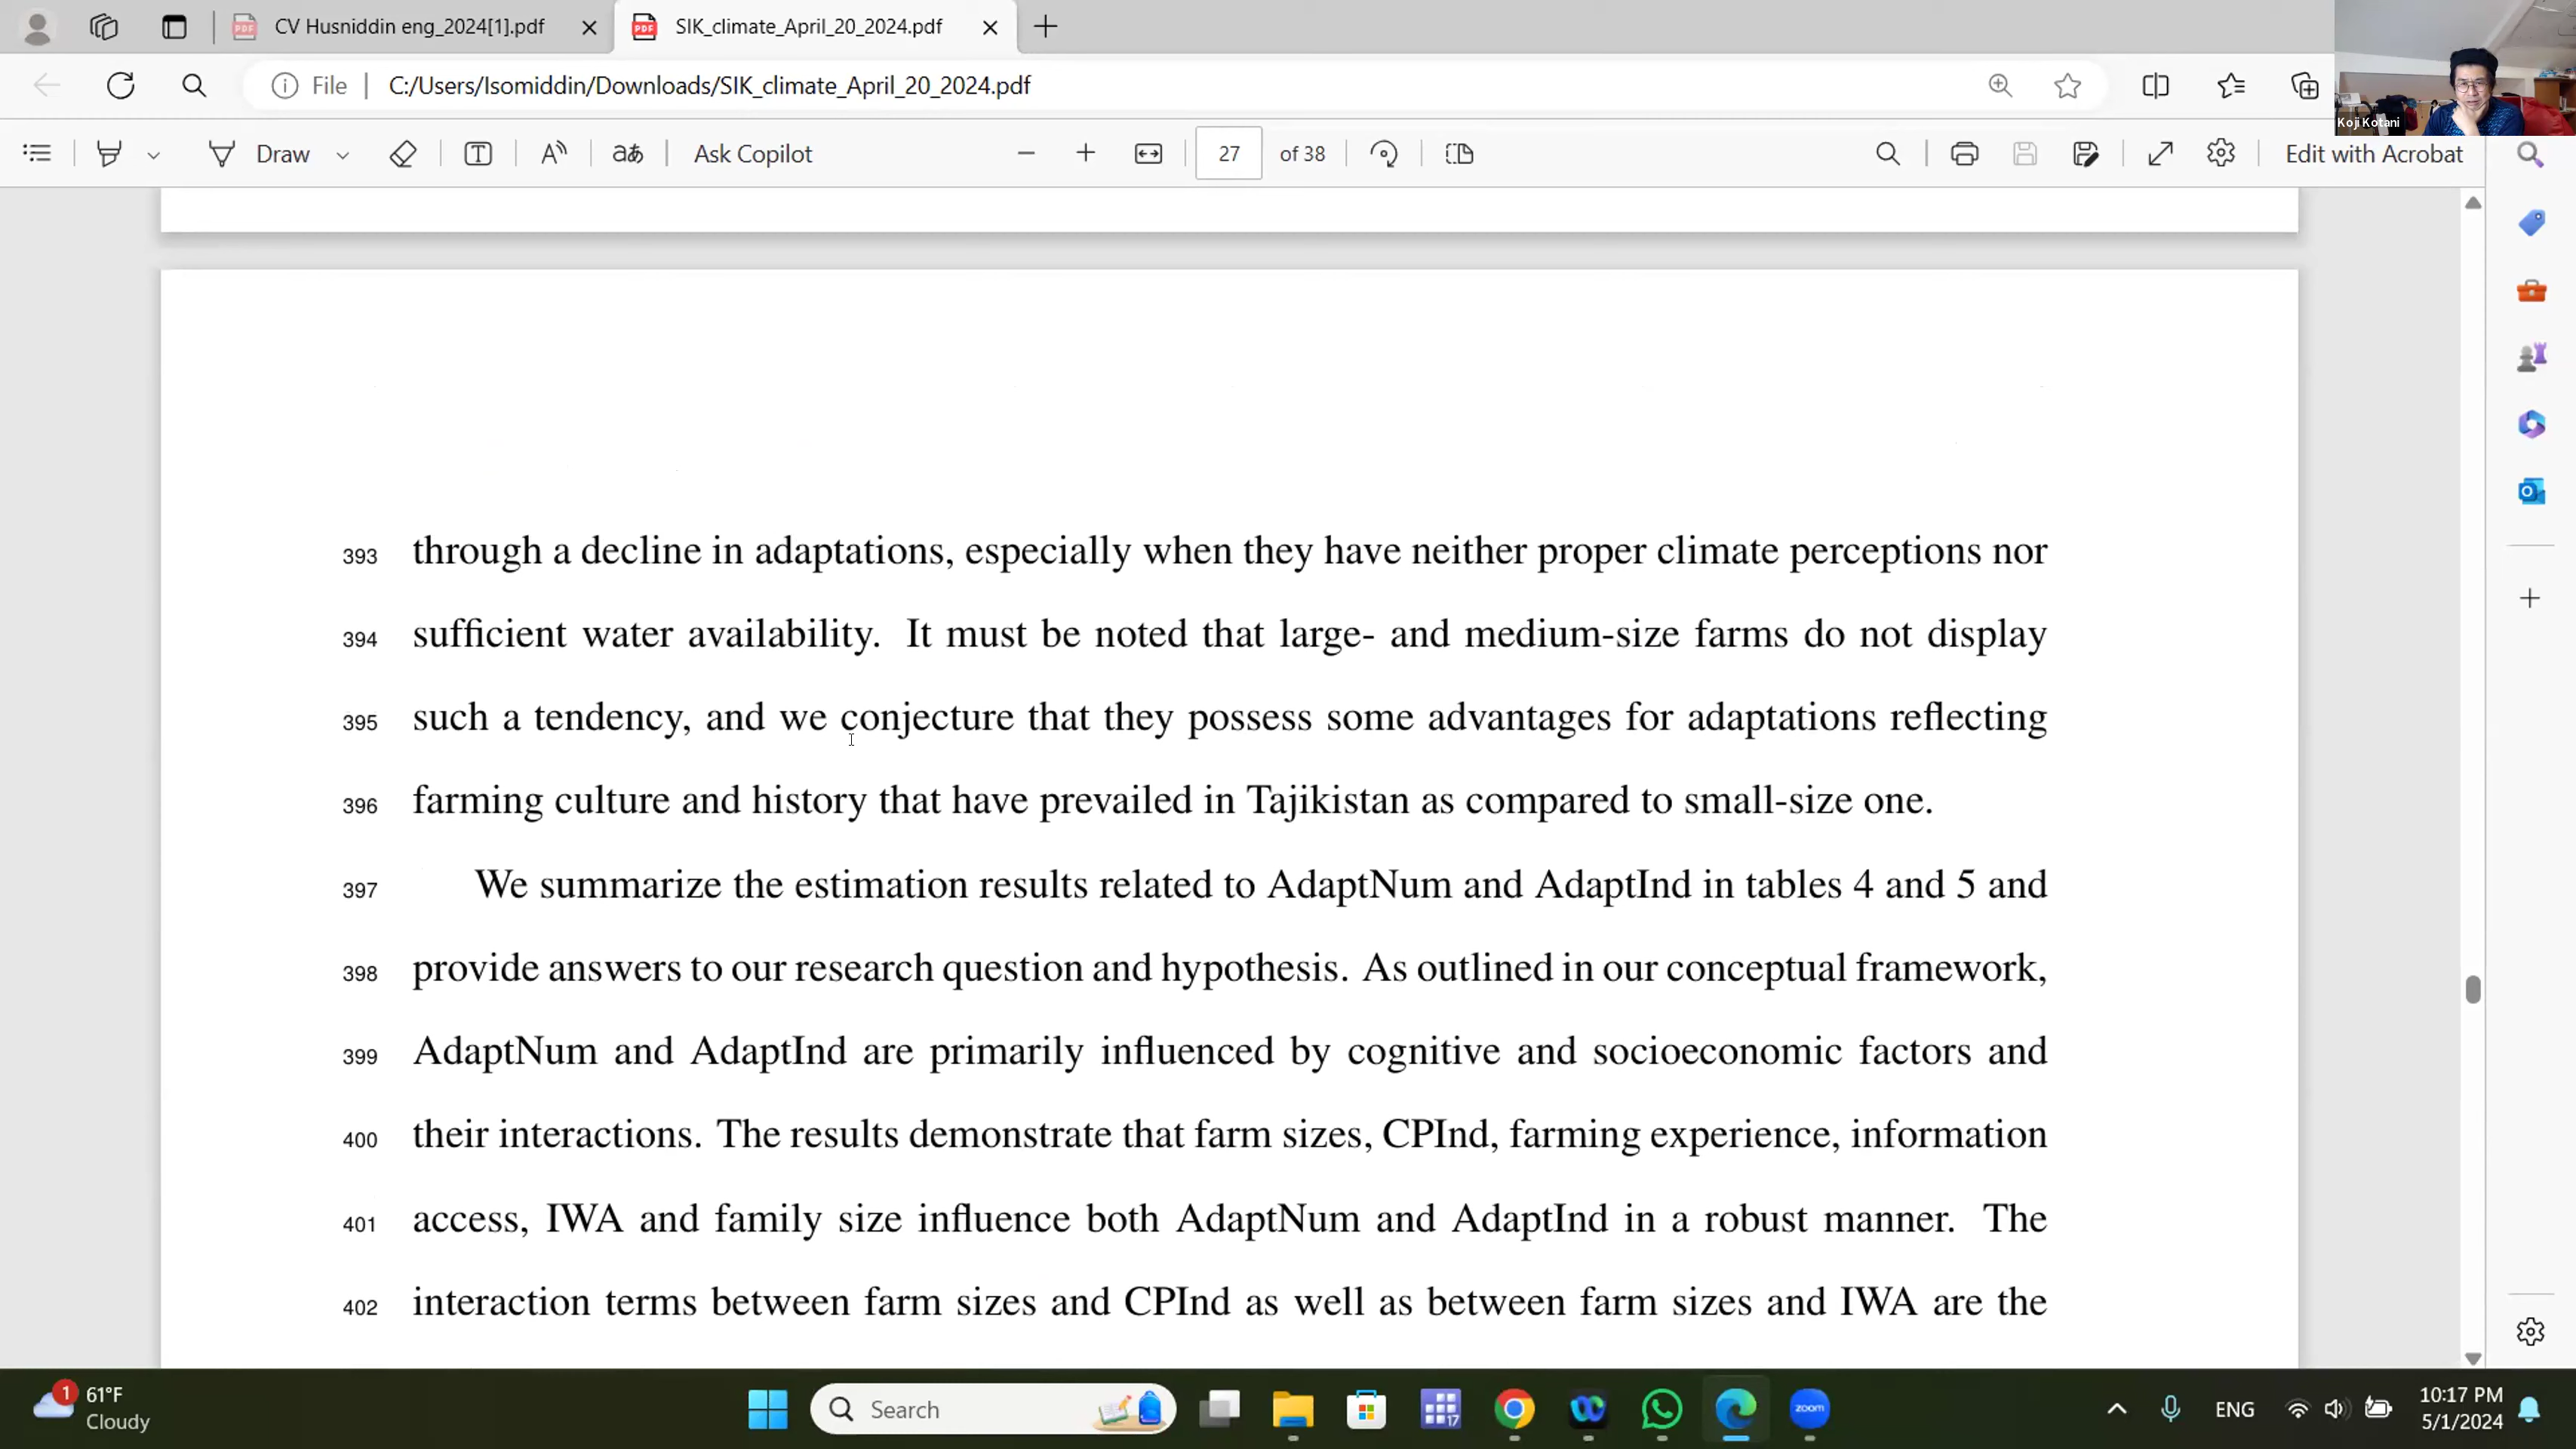 CV Husniddin eng_2024[1].pdf
SIK_climate_April_20_2024.pdf
File
C:/Users/Isomiddin/Downloads/SIK_climate_April_20_2024.pdf
Koji Kotani
Draw
aあ
Ask Copilot
27
of 38
Edit with Acrobat
393 through a decline in adaptations, especially when they have neither proper climate perceptions nor
394 sufficient water availability. It must be noted that large- and medium-size farms do not display
395 such a tendency, and we conjecture that they possess some advantages for adaptations reflecting
396 farming culture and history that have prevailed in Tajikistan as compared to small-size one.
397 We summarize the estimation results related to AdaptNum and AdaptInd in tables 4 and 5 and
398 provide answers to our research question and hypothesis. As outlined in our conceptual framework,
399 AdaptNum and AdaptInd are primarily influenced by cognitive and socioeconomic factors and
400 their interactions. The results demonstrate that farm sizes, CPInd, farming experience, information
401 access, IWA and family size influence both AdaptNum and AdaptInd in a robust manner. The
402 interaction terms between farm sizes and CPInd as well as between farm sizes and IWA are the
1
61°F
Cloudy
Search
17
zoom
ENG
10:17 PM
5/1/2024